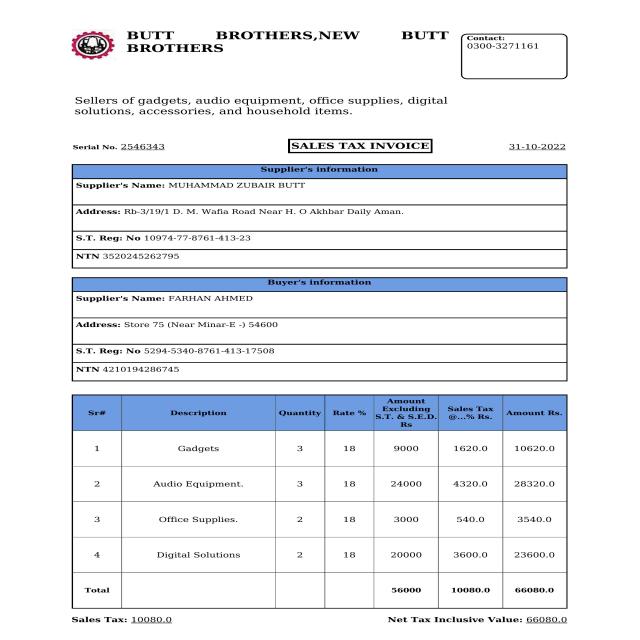 BUTT BROTHERS,NEW BUTT
BROTHERS
Contact:
0300-3271161
Sellers of gadgets, audio equipment, office supplies, digital
solutions, accessories, and household items.
Serial No. 2546343 SALES TAX INVOICE 31-10-2022
Supplier's information
Supplier's Name: MUHAMMAD ZUBAIR BUTT
Address: Rb-3/19/1 D. M. Wafia Road Near H. O Akhbar Daily Aman.
S.T. Reg: No 10974-77-8761-413-23
NTN 3520245262795
Buyer's information
Supplier's Name: FARHAN AHMED
Address: Store 75 (Near Minar-E -) 54600
S.T. Reg: No 5294-5340-8761-413-17508
NTN 4210194286745
Sr# Description Quantity Rate % Amount Excluding S.T. & S.E.D. Rs Sales Tax @...% Rs. Amount Rs.
1 Gadgets 3 18 9000 1620.0 10620.0
2 Audio Equipment. 3 18 24000 4320.0 28320.0
3 Office Supplies. 2 18 3000 540.0 3540.0
4 Digital Solutions 2 18 20000 3600.0 23600.0
Total 56000 10080.0 66080.0
Sales Tax: 10080.0 Net Tax Inclusive Value: 66080.0